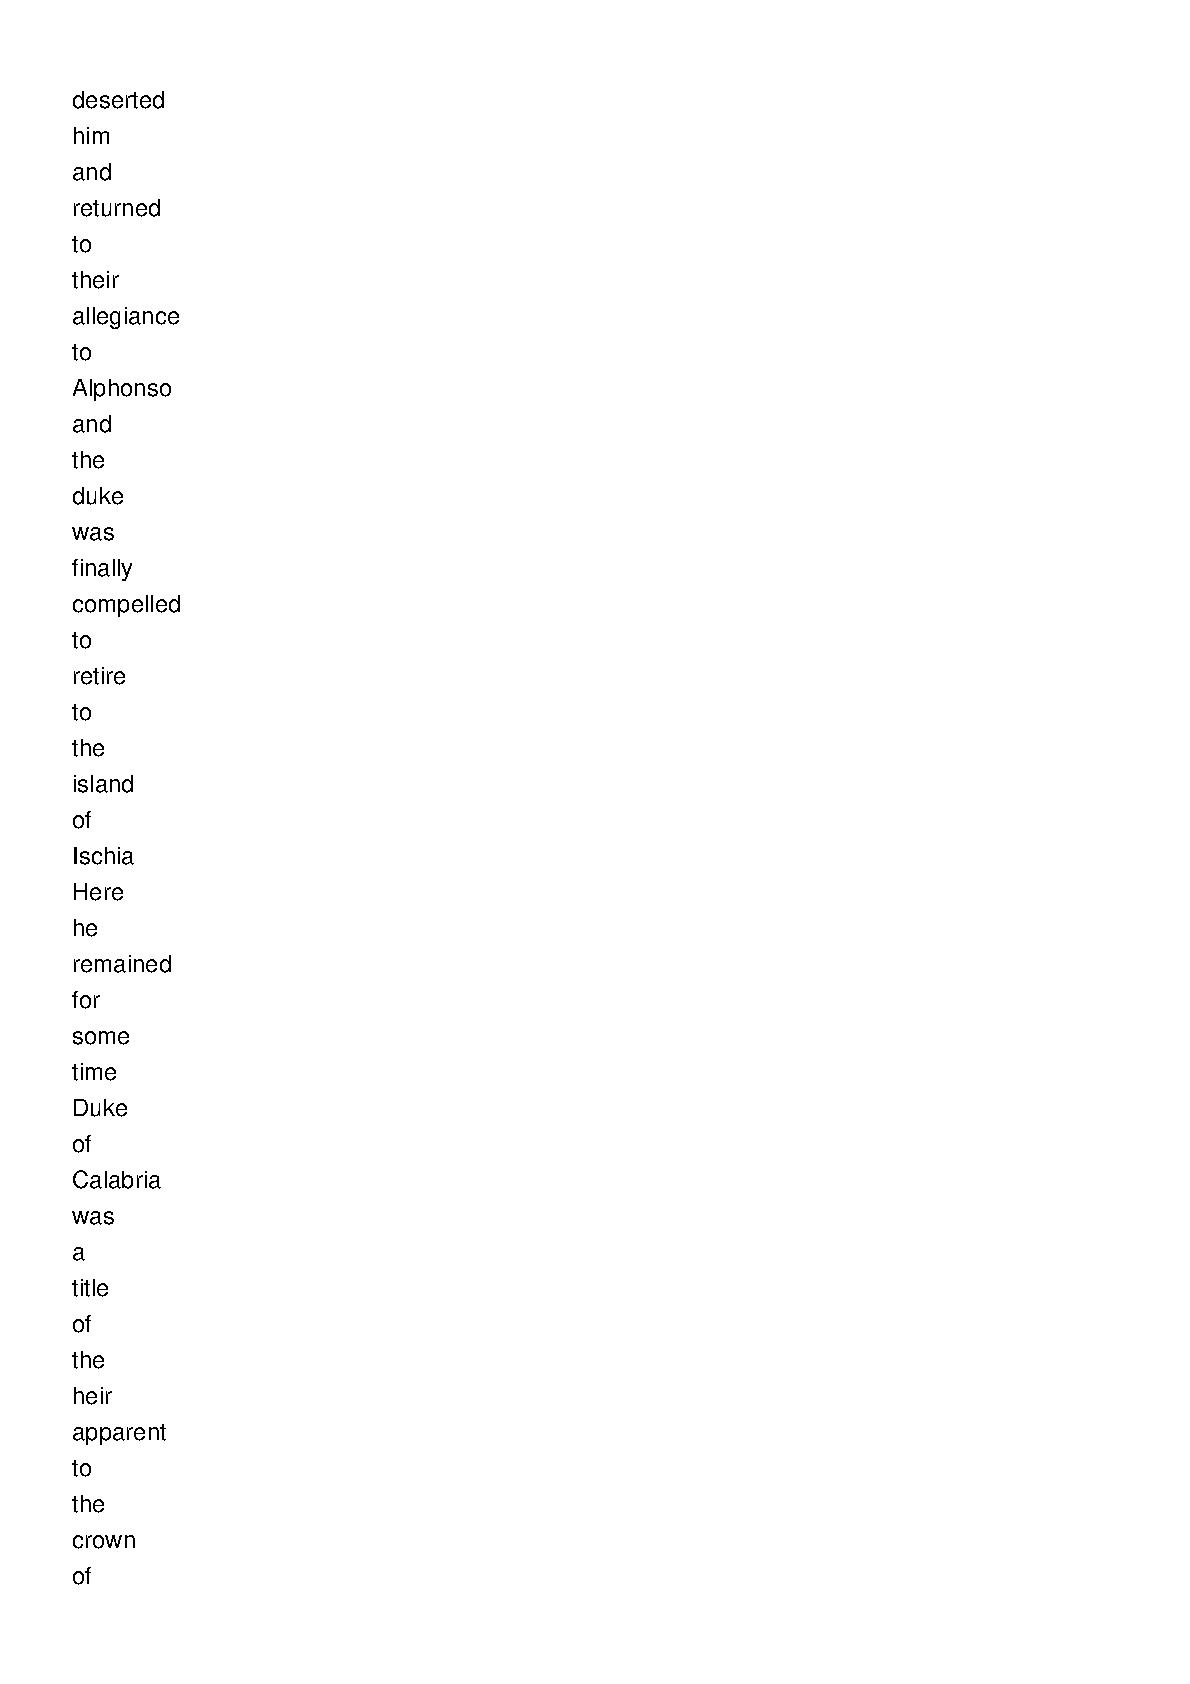 deserted
him
and
returned
to
their
allegiance
to
Alphonso
and
the
duke
was
finally
compelled
to
retire
to
the
island
of
Ischia
Here
he
remained
for
some
time
Duke
of
Calabria
was
a
title
of
the
heir
apparent
to
the
crown
of